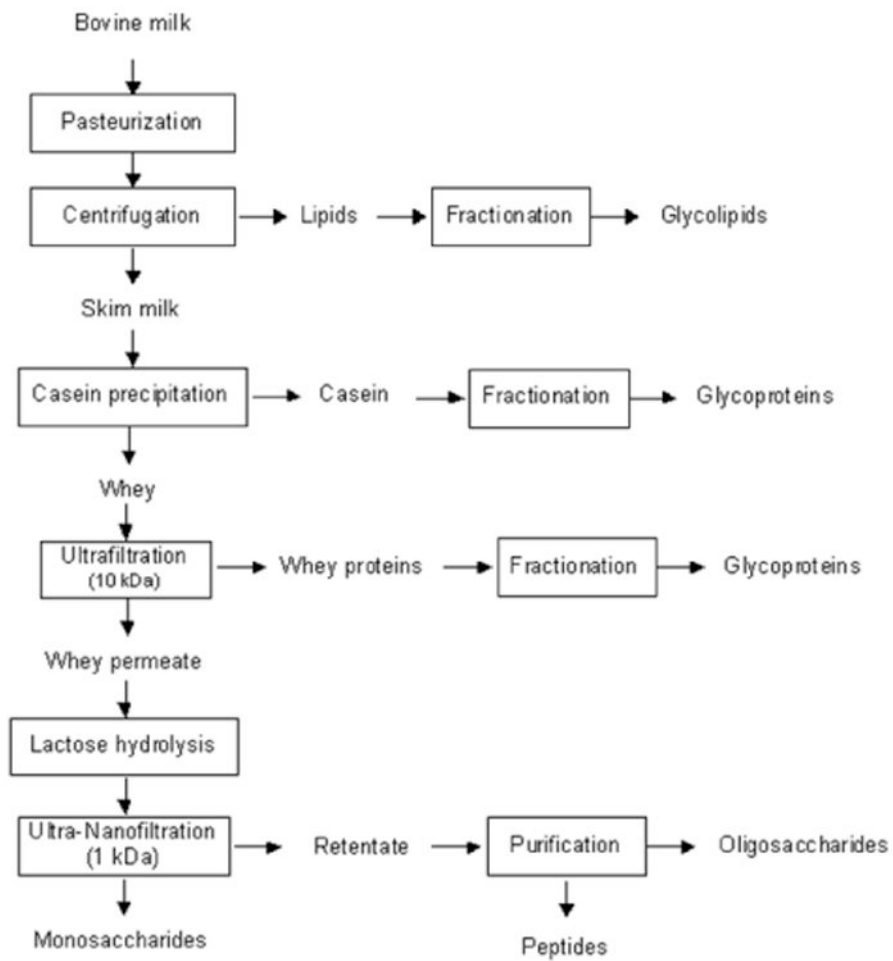 Bovine milk
Pasteurization
Centrifugation
Lipids
Fractionation
Glycolipids
Skim milk
Casein precipitation
Casein
Fractionation
Glycoproteins
Whey
Ultrafiltration
(10 kDa)
Whey proteins
Fractionation
Glycoproteins
Whey permeate
Lactose hydrolysis
Ultra-Nanofiltration
(1 kDa)
Retentate
Purification
Oligosaccharides
Monosaccharides
Peptides